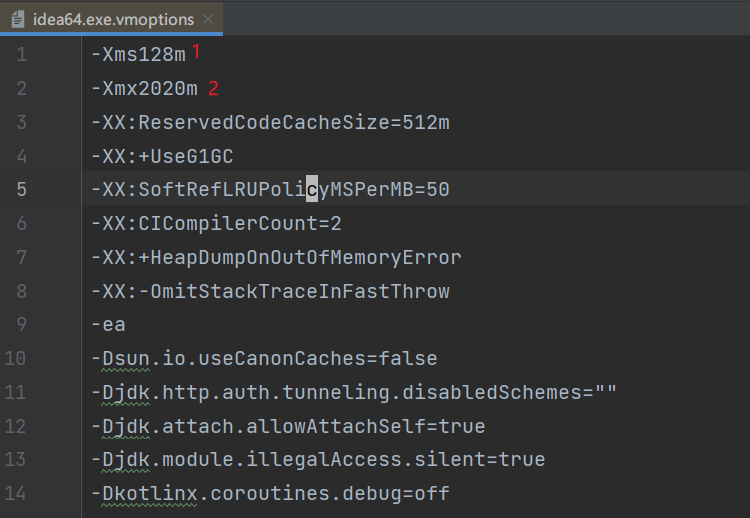 idea64.exe.vmoptions
1 -Xms128m 1
2 -Xmx2020m 2
3 -XX:ReservedCodeCacheSize=512m
4 -XX:+UseG1GC
5 -XX:SoftRefLRUPolicyMSPerMB=50
6 -XX:CICompilerCount=2
7 -XX:+HeapDumpOnOutOfMemoryError
8 -XX:-OmitStackTraceInFastThrow
9 -ea
10 -Dsun.io.useCanonCaches=false
11 -Djdk.http.auth.tunneling.disabledSchemes=""
12 -Djdk.attach.allowAttachSelf=true
13 -Djdk.module.illegalAccess.silent=true
14 -Dkotlinx.coroutines.debug=off